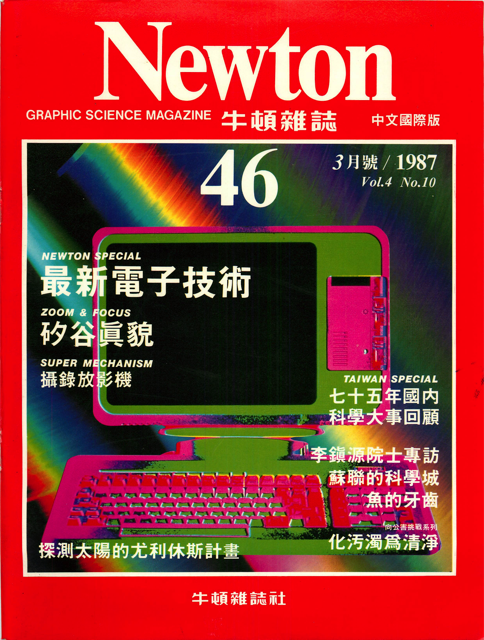 Newton
GRAPHIC SCIENCE MAGAZINE 牛頓雜誌 中文國際版
46
3月號 / 1987
Vol.4 No.10
NEWTON SPECIAL
最新電子技術
ZOOM & FOCUS
矽谷眞貌
SUPER MECHANISM
攝錄放影機
TAIWAN SPECIAL
七十五年國內
科學大事回顧
李鎮源院士專訪
蘇聯的科學城
魚的牙齒
向公害挑戰系列
化汚濁爲清淨
探測太陽的尤利休斯計畫
牛頓雜誌社